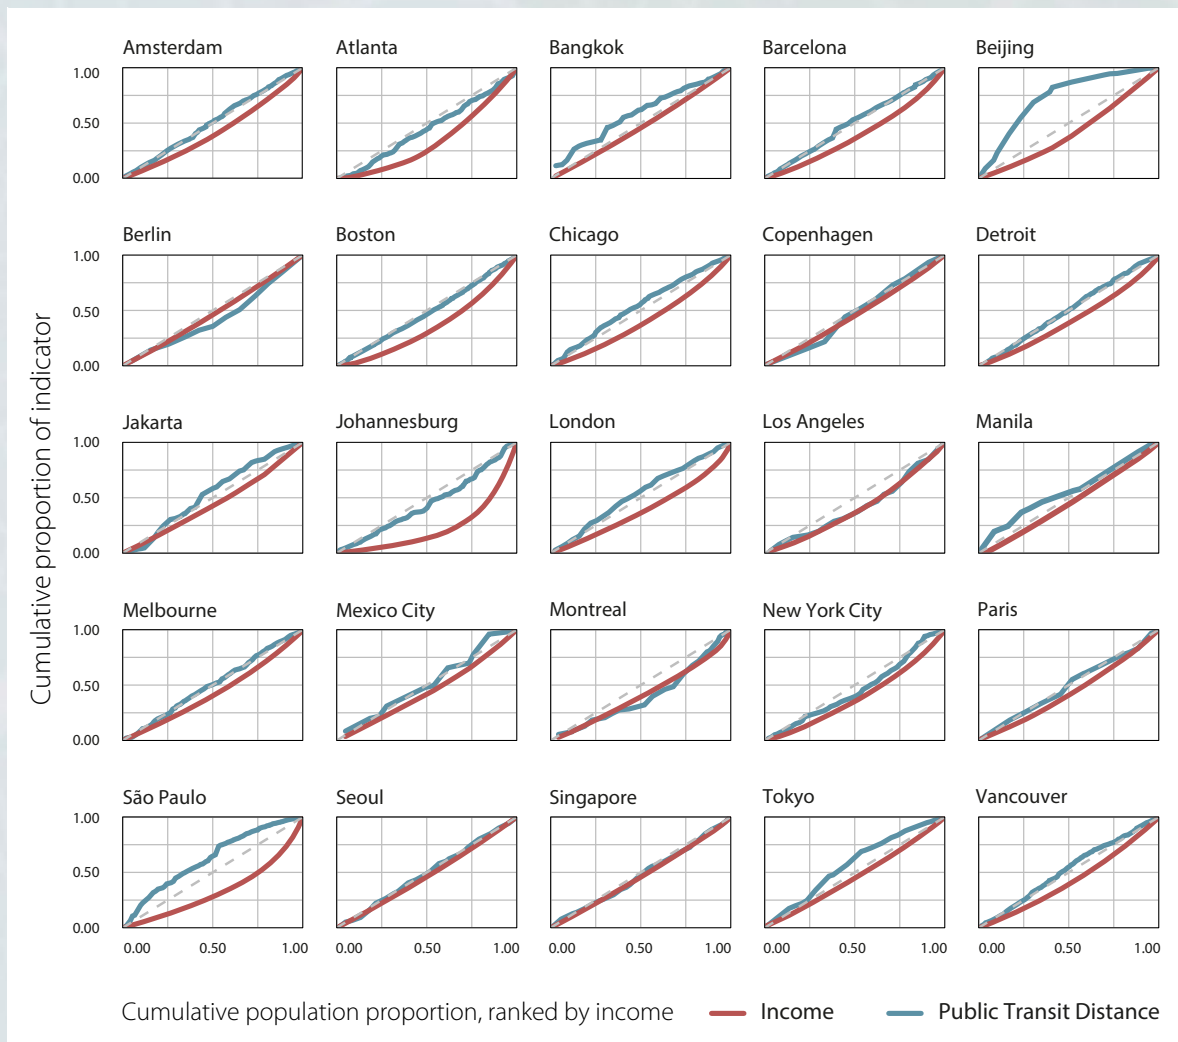 Amsterdam Atlanta Bangkok Barcelona Beijing
1.00
0.50
0.00
Berlin Boston Chicago Copenhagen Detroit
1.00
0.50
0.00
Jakarta Johannesburg London Los Angeles Manila
1.00
0.50
0.00
Melbourne Mexico City Montreal New York City Paris
1.00
0.50
0.00
São Paulo Seoul Singapore Tokyo Vancouver
1.00
0.50
0.00
0.00 0.50 1.00 0.00 0.50 1.00 0.00 0.50 1.00 0.00 0.50 1.00 0.00 0.50 1.00
Cumulative proportion of indicator
Cumulative population proportion, ranked by income Income Public Transit Distance